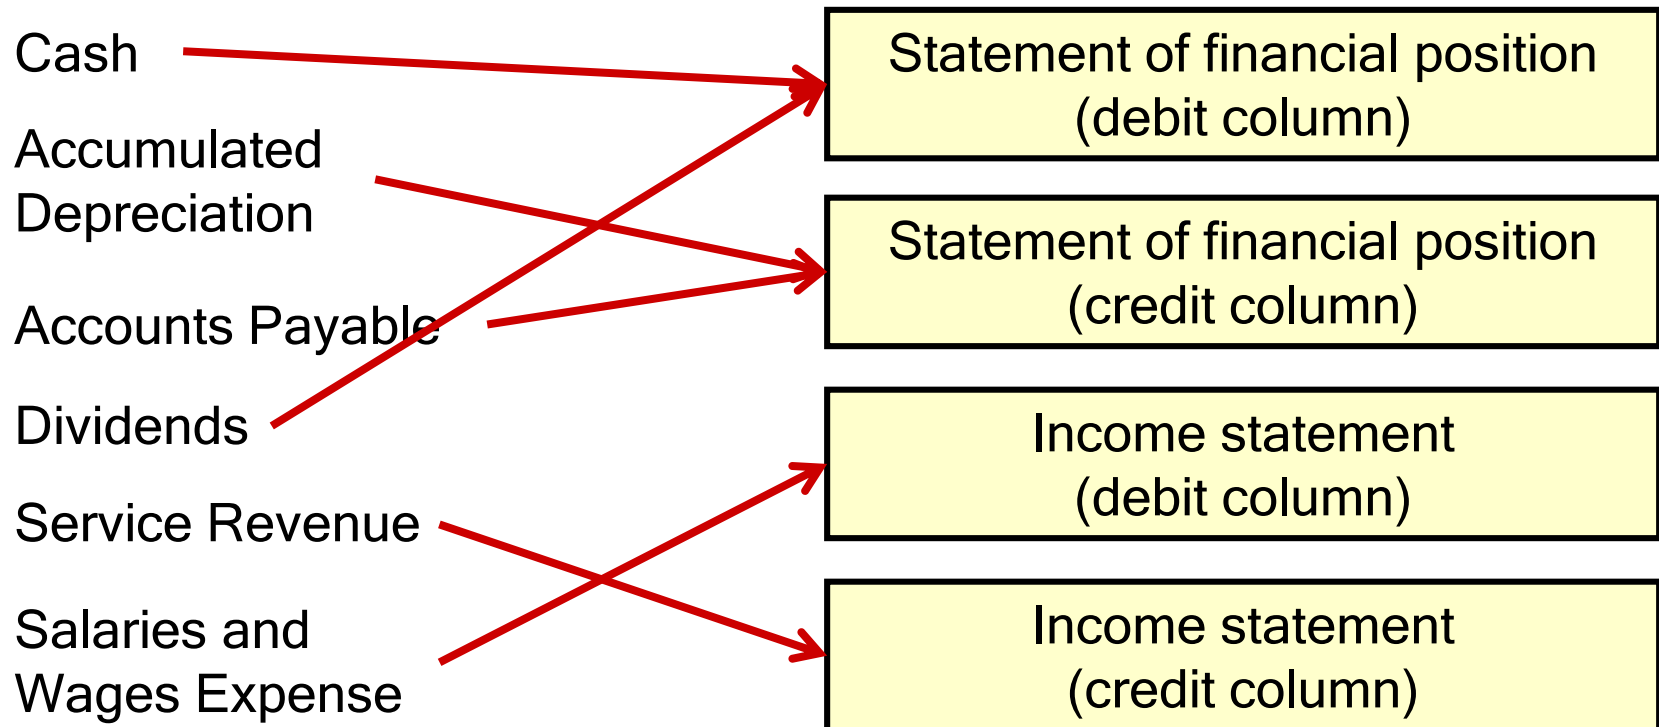 Cash
Accumulated
Depreciation
Accounts Payable
Dividends
Service Revenue
Salaries and
Wages Expense
Statement of financial position
(debit column)
Statement of financial position
(credit column)
Income statement
(debit column)
Income statement
(credit column)